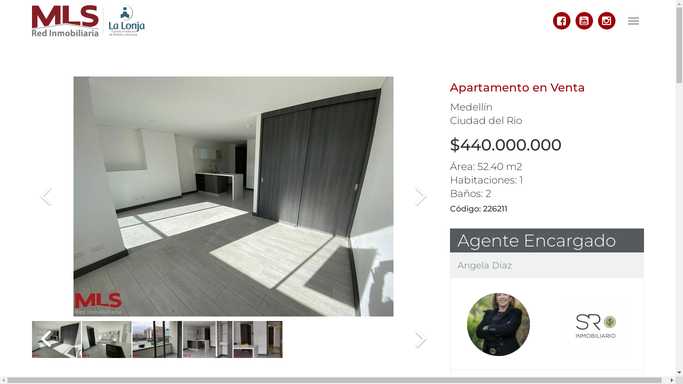 MLS
Red Inmobiliaria
La Lonja
Apartamento en Venta
Medellín
Ciudad del Rio
$440.000.000
Área: 52.40 m2
Habitaciones: 1
Baños: 2
Código: 226211
Agente Encargado
Angela Diaz
MLS
Red Inmobiliaria
SR
INMOBILIARIO